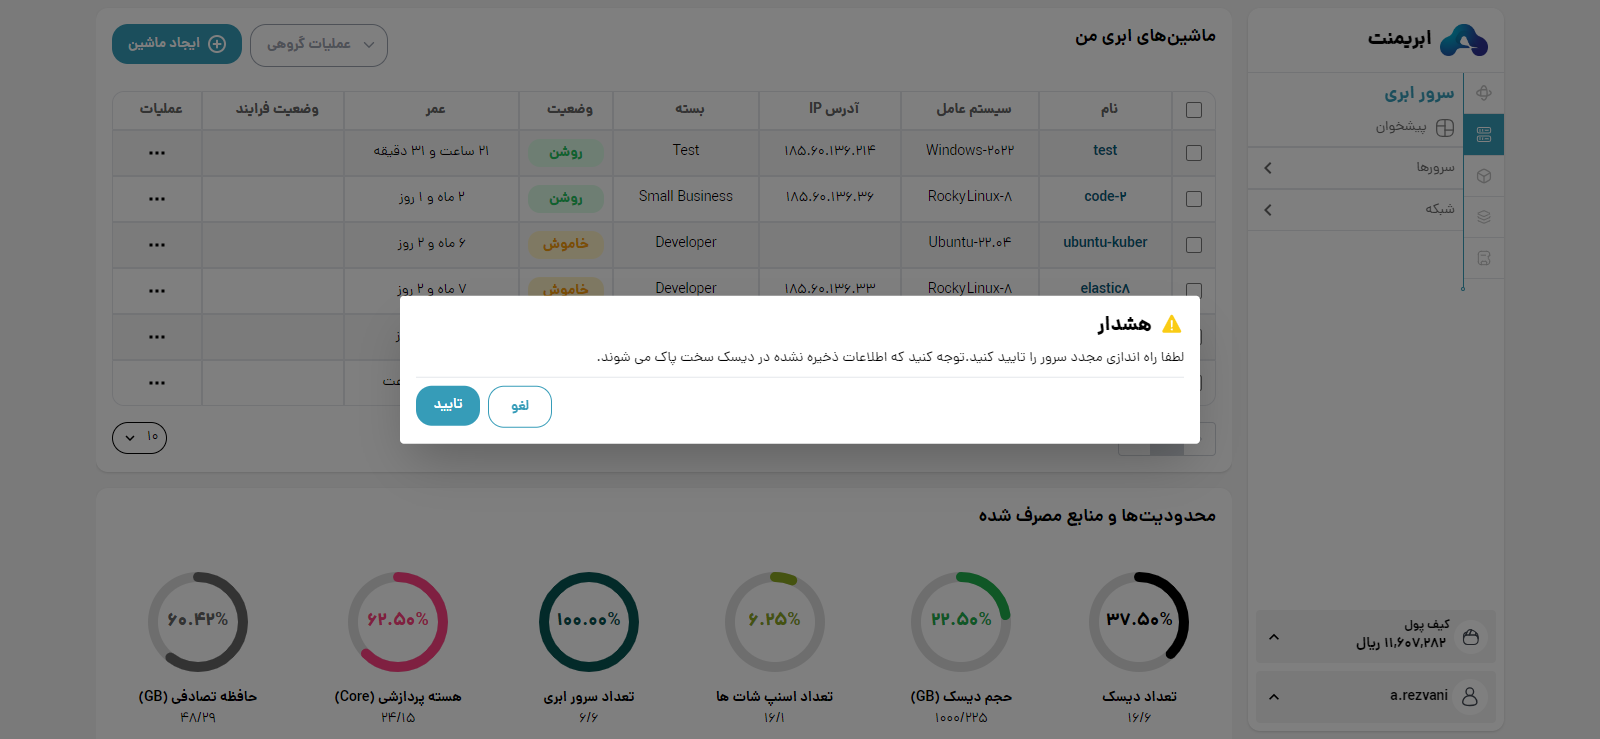 ابریمنت
سرور ابری
پیشخوان
سرورها
شبکه
کیف پول
۱۱,۶۰۷,۲۸۲ ریال
a.rezvani
ماشین‌های ابری من
عملیات گروهی
ایجاد ماشین
نام سیستم عامل آدرس IP بسته وضعیت عمر وضعیت فرایند عملیات
test Windows-۲۰۲۲ ۱۸۵.۶۰.۱۳۶.۲۱۴ Test روشن ۲۱ ساعت و ۳۱ دقیقه
code-۲ RockyLinux-۸ ۱۸۵.۶۰.۱۳۶.۳۶ Small Business روشن ۲ ماه و ۱ روز
ubuntu-kuber Ubuntu-۲۲.۰۴ Developer خاموش ۶ ماه و ۲ روز
elastic۸ RockyLinux-۸ ۱۸۵.۶۰.۱۳۶.۳۳ Developer خاموش ۷ ماه و ۲ روز
هشدار
لطفا راه اندازی مجدد سرور را تایید کنید.توجه کنید که اطلاعات ذخیره نشده در دیسک سخت پاک می شوند.
لغو
تایید
۱۰
محدودیت‌ها و منابع مصرف شده
۳۷.۵۰% ۲۲.۵۰% ۶.۲۵% ۱۰۰.۰۰% ۶۲.۵۰% ۶۰.۴۲%
تعداد دیسک حجم دیسک (GB) تعداد اسنپ شات ها تعداد سرور ابری هسته پردازشی (Core) حافظه تصادفی (GB)
۱۶/۶ ۱۰۰۰/۲۲۵ ۱۶/۱ ۶/۶ ۲۴/۱۵ ۴۸/۲۹